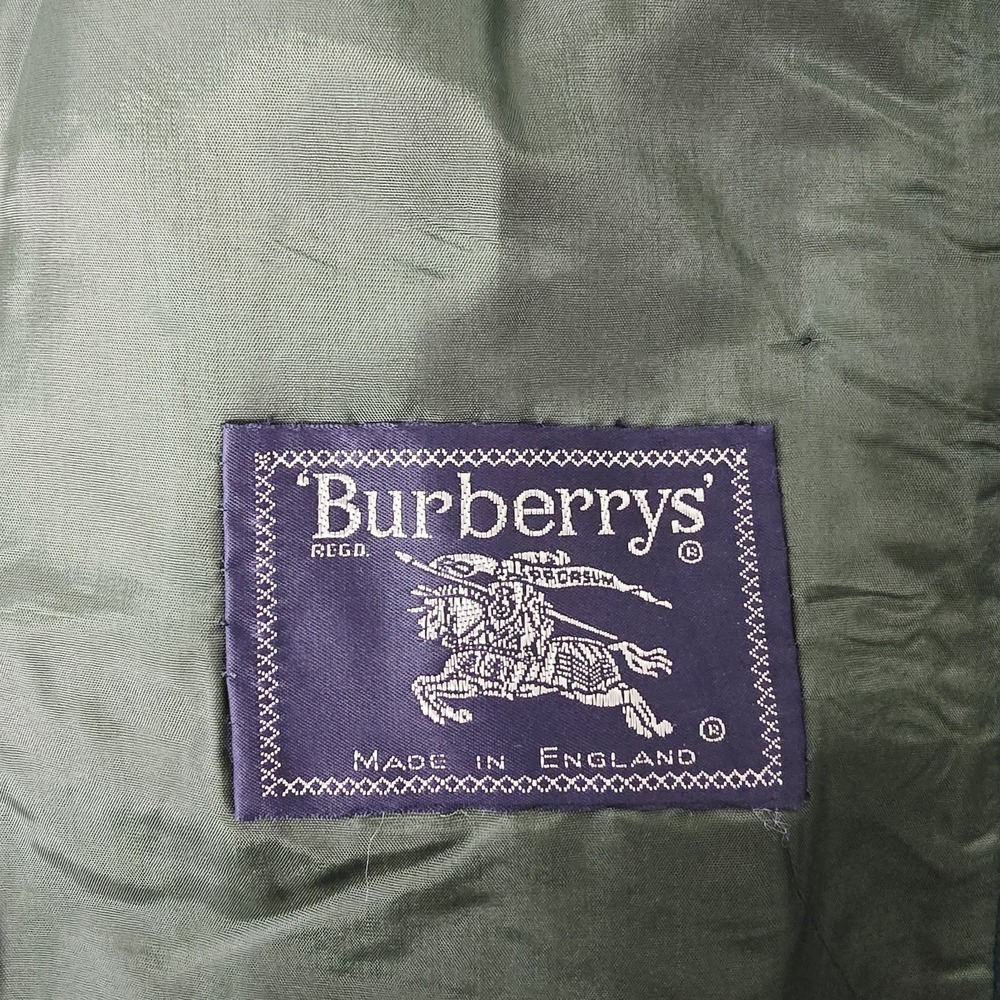 'Burberrys'
REGD. ®
PRORSUM
®
MADE IN ENGLAND